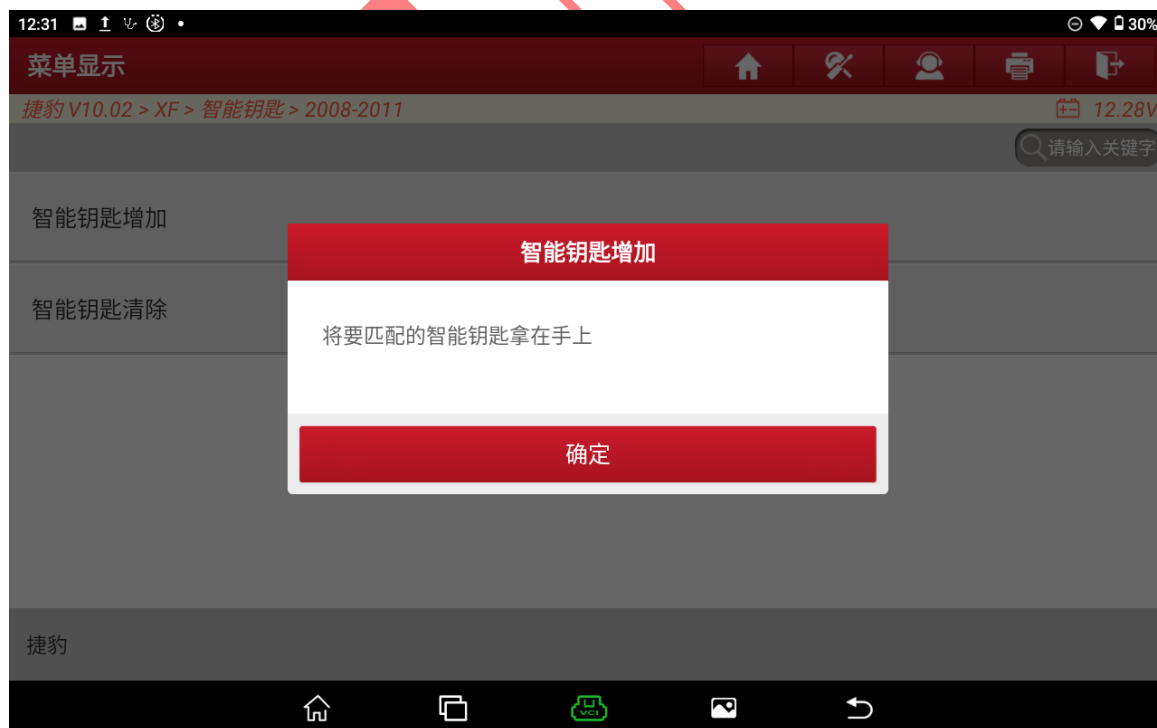 12:31
30%
菜单显示
捷豹 V10.02 > XF > 智能钥匙 > 2008-2011
12.28V
请输入关键字
智能钥匙增加
智能钥匙增加
智能钥匙清除
将要匹配的智能钥匙拿在手上
确定
捷豹
VCI